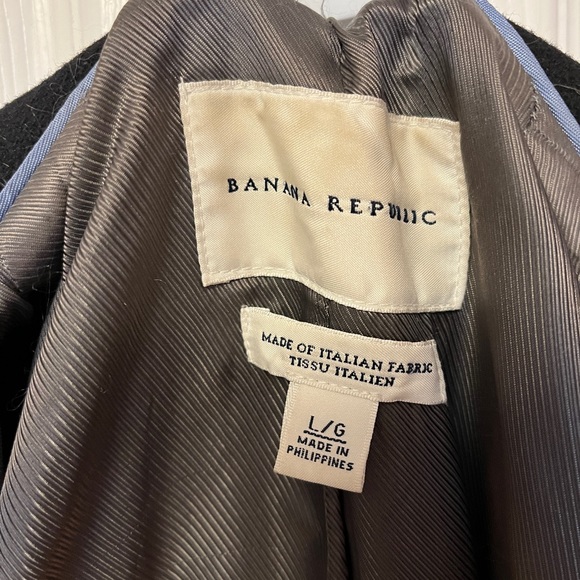 BANANA REPUBLIC
MADE OF ITALIAN FABRIC
TISSU ITALIEN
L/G
MADE IN
PHILIPPINES